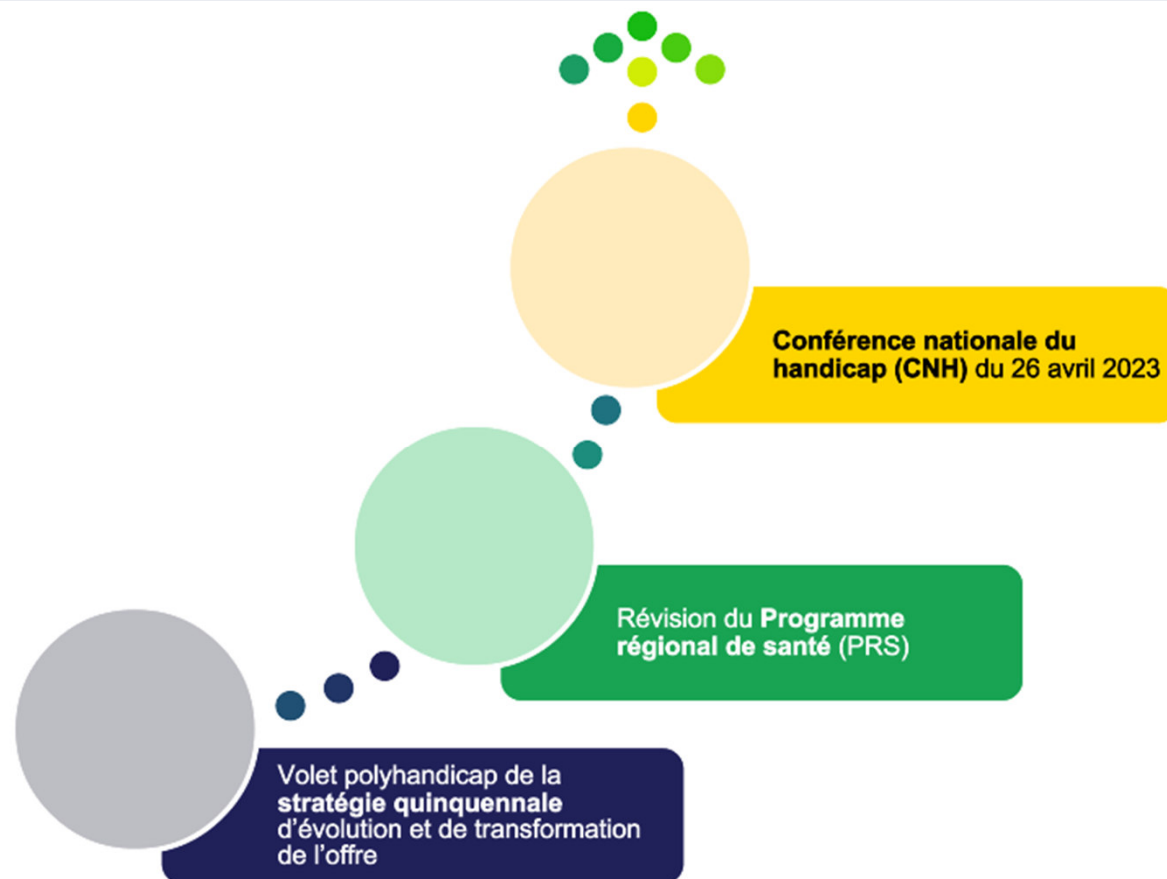 Conférence nationale du
handicap (CNH) du 26 avril 2023
Révision du Programme
régional de santé (PRS)
Volet polyhandicap de la
stratégie quinquennale
d'évolution et de transformation
de l'offre